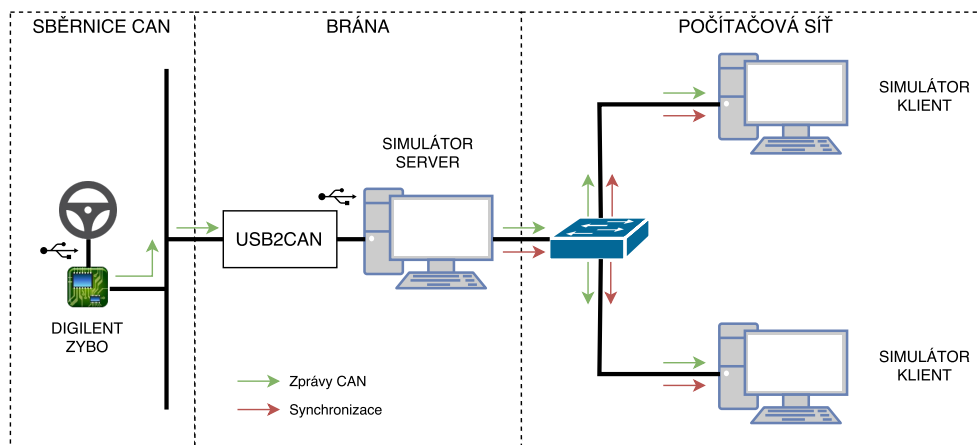 SBĚRNICE CAN
BRÁNA
POČÍTAČOVÁ SÍŤ
SIMULÁTOR
KLIENT
SIMULÁTOR
SERVER
USB2CAN
DIGILENT
ZYBO
SIMULÁTOR
KLIENT
Zprávy CAN
Synchronizace